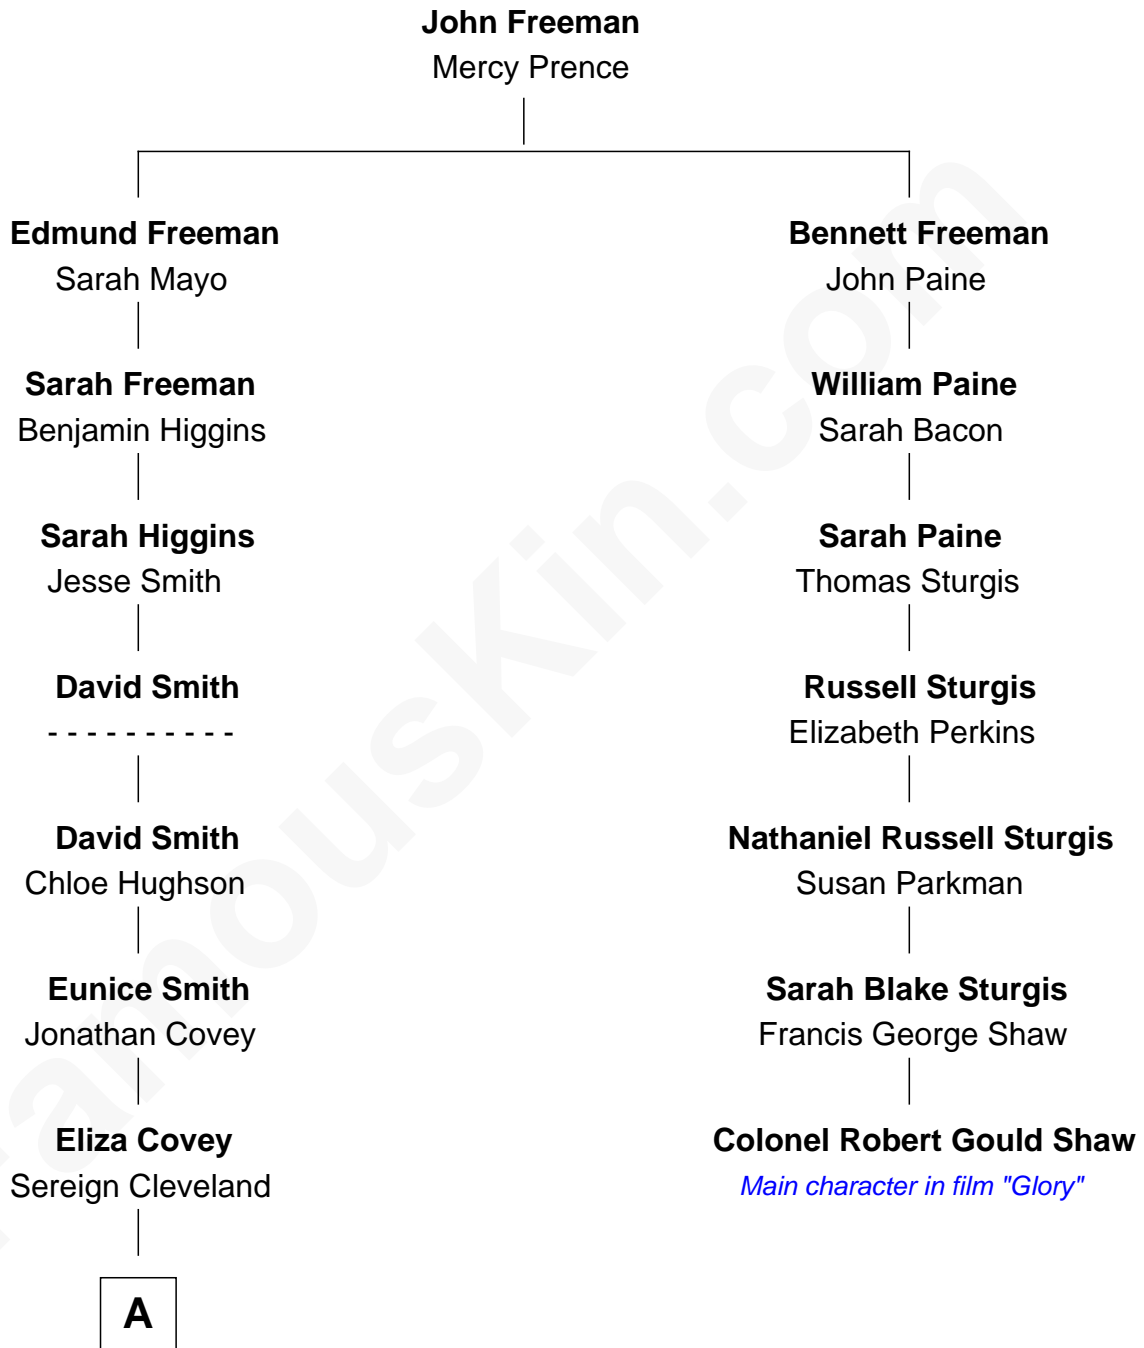 John Freeman
Mercy Prence
Edmund Freeman
Sarah Mayo
Bennett Freeman
John Paine
Sarah Freeman
Benjamin Higgins
William Paine
Sarah Bacon
Sarah Higgins
Jesse Smith
Sarah Paine
Thomas Sturgis
David Smith
- - - - - - - - - -
Russell Sturgis
Elizabeth Perkins
David Smith
Chloe Hughson
Nathaniel Russell Sturgis
Susan Parkman
Eunice Smith
Jonathan Covey
Sarah Blake Sturgis
Francis George Shaw
Eliza Covey
Sereign Cleveland
Colonel Robert Gould Shaw
Main character in film "Glory"
A
FamousKin.com